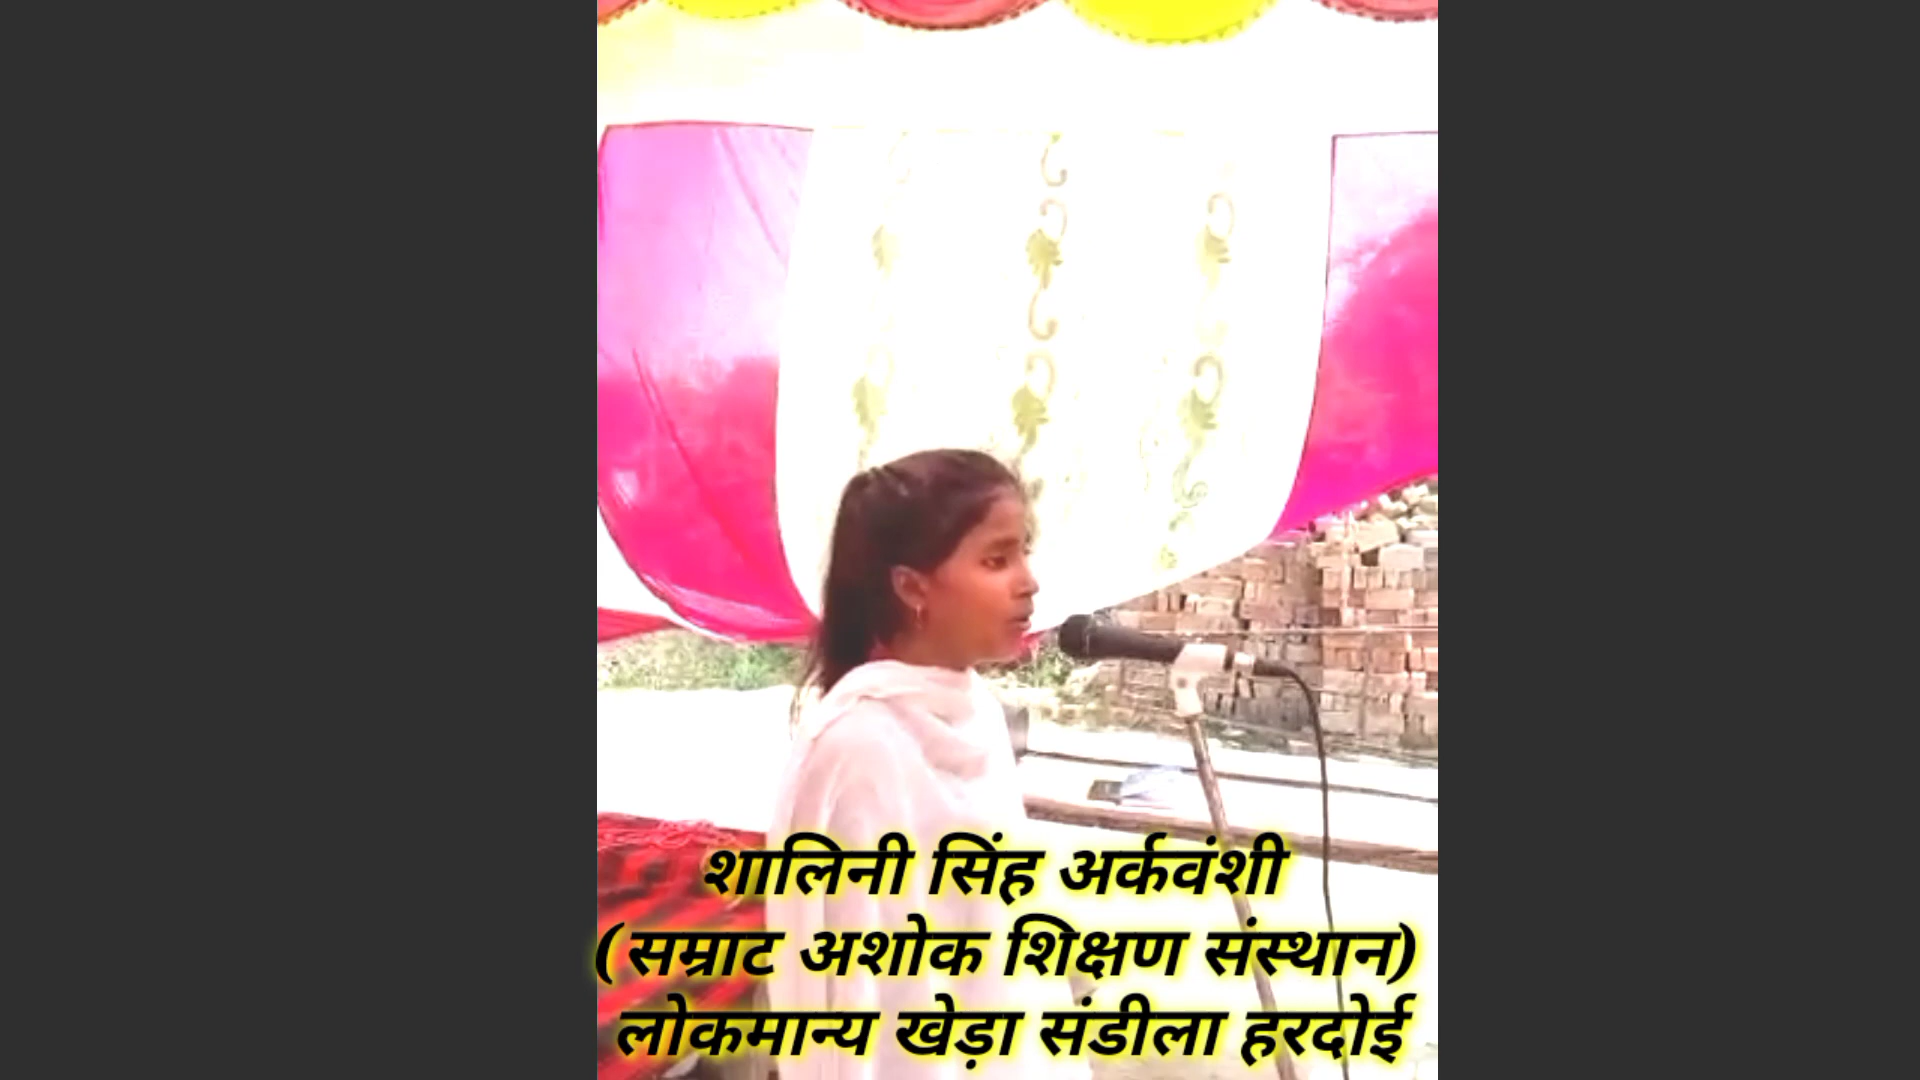 शालिनी सिंह अर्कवंशी
(सम्राट अशोक शिक्षण संस्थान)
लोकमान्य खेड़ा संडीला हरदोई